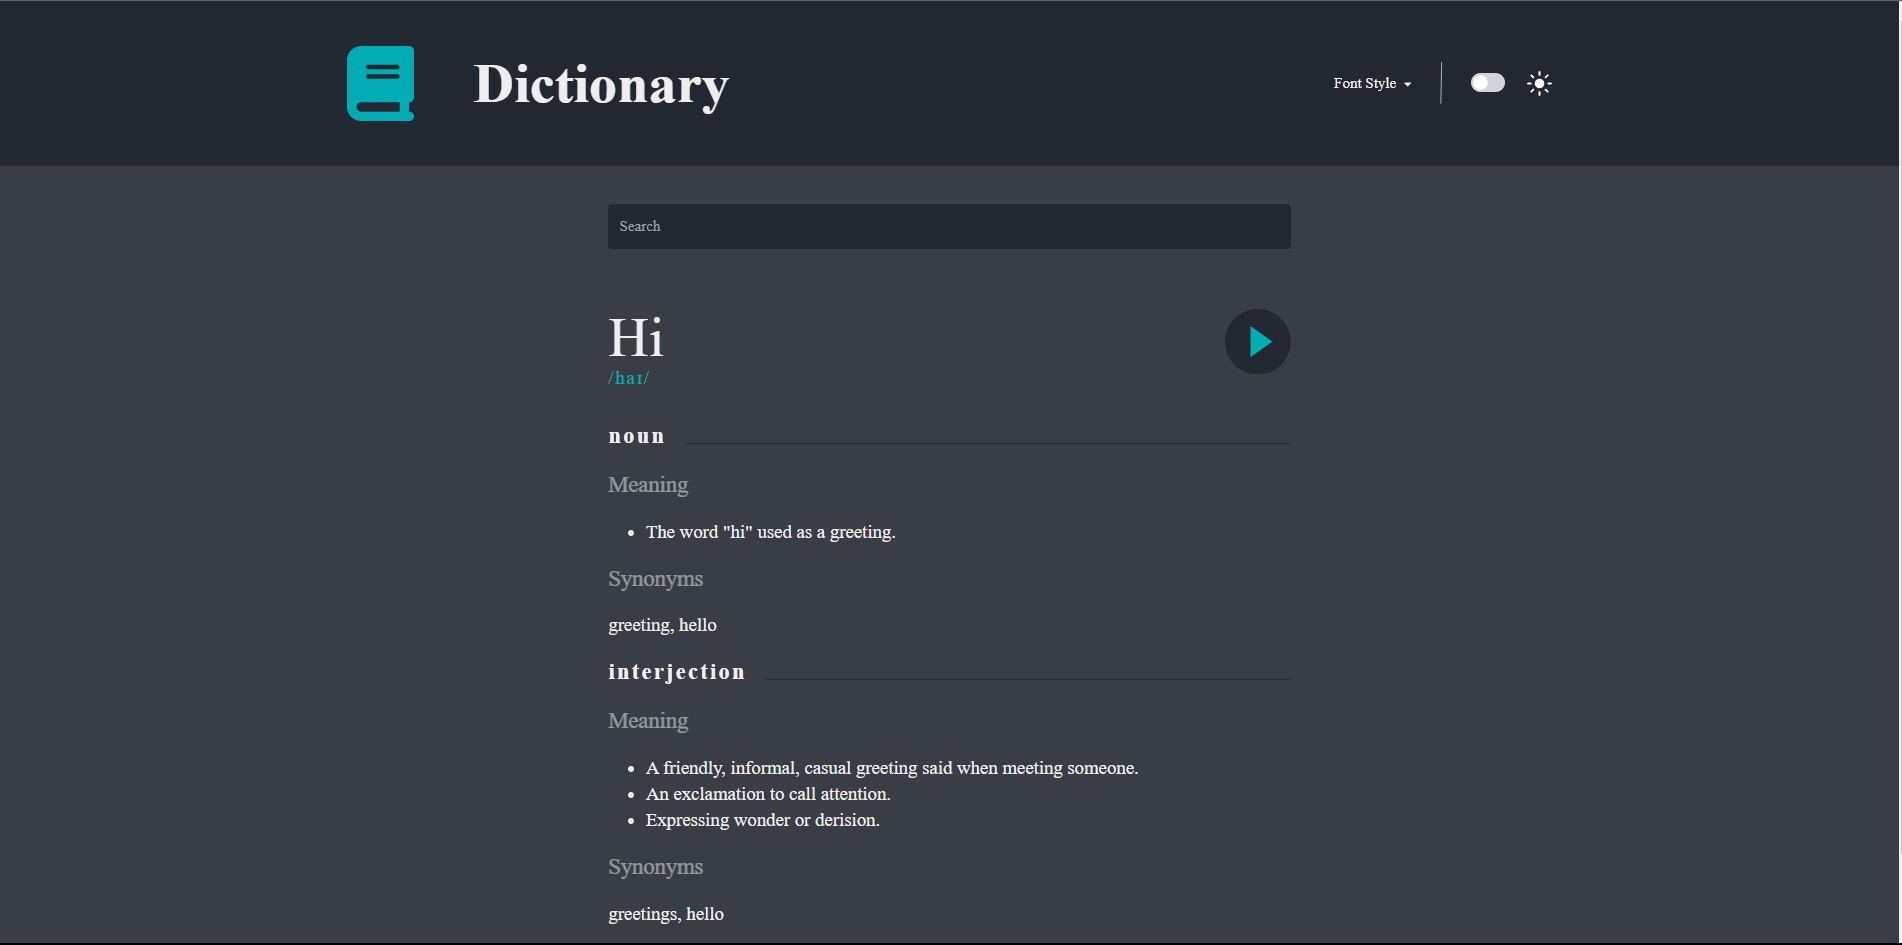 Dictionary
Font Style
Search
Hi
/haɪ/
noun
Meaning
The word "hi" used as a greeting.
Synonyms
greeting, hello
interjection
Meaning
A friendly, informal, casual greeting said when meeting someone.
An exclamation to call attention.
Expressing wonder or derision.
Synonyms
greetings, hello